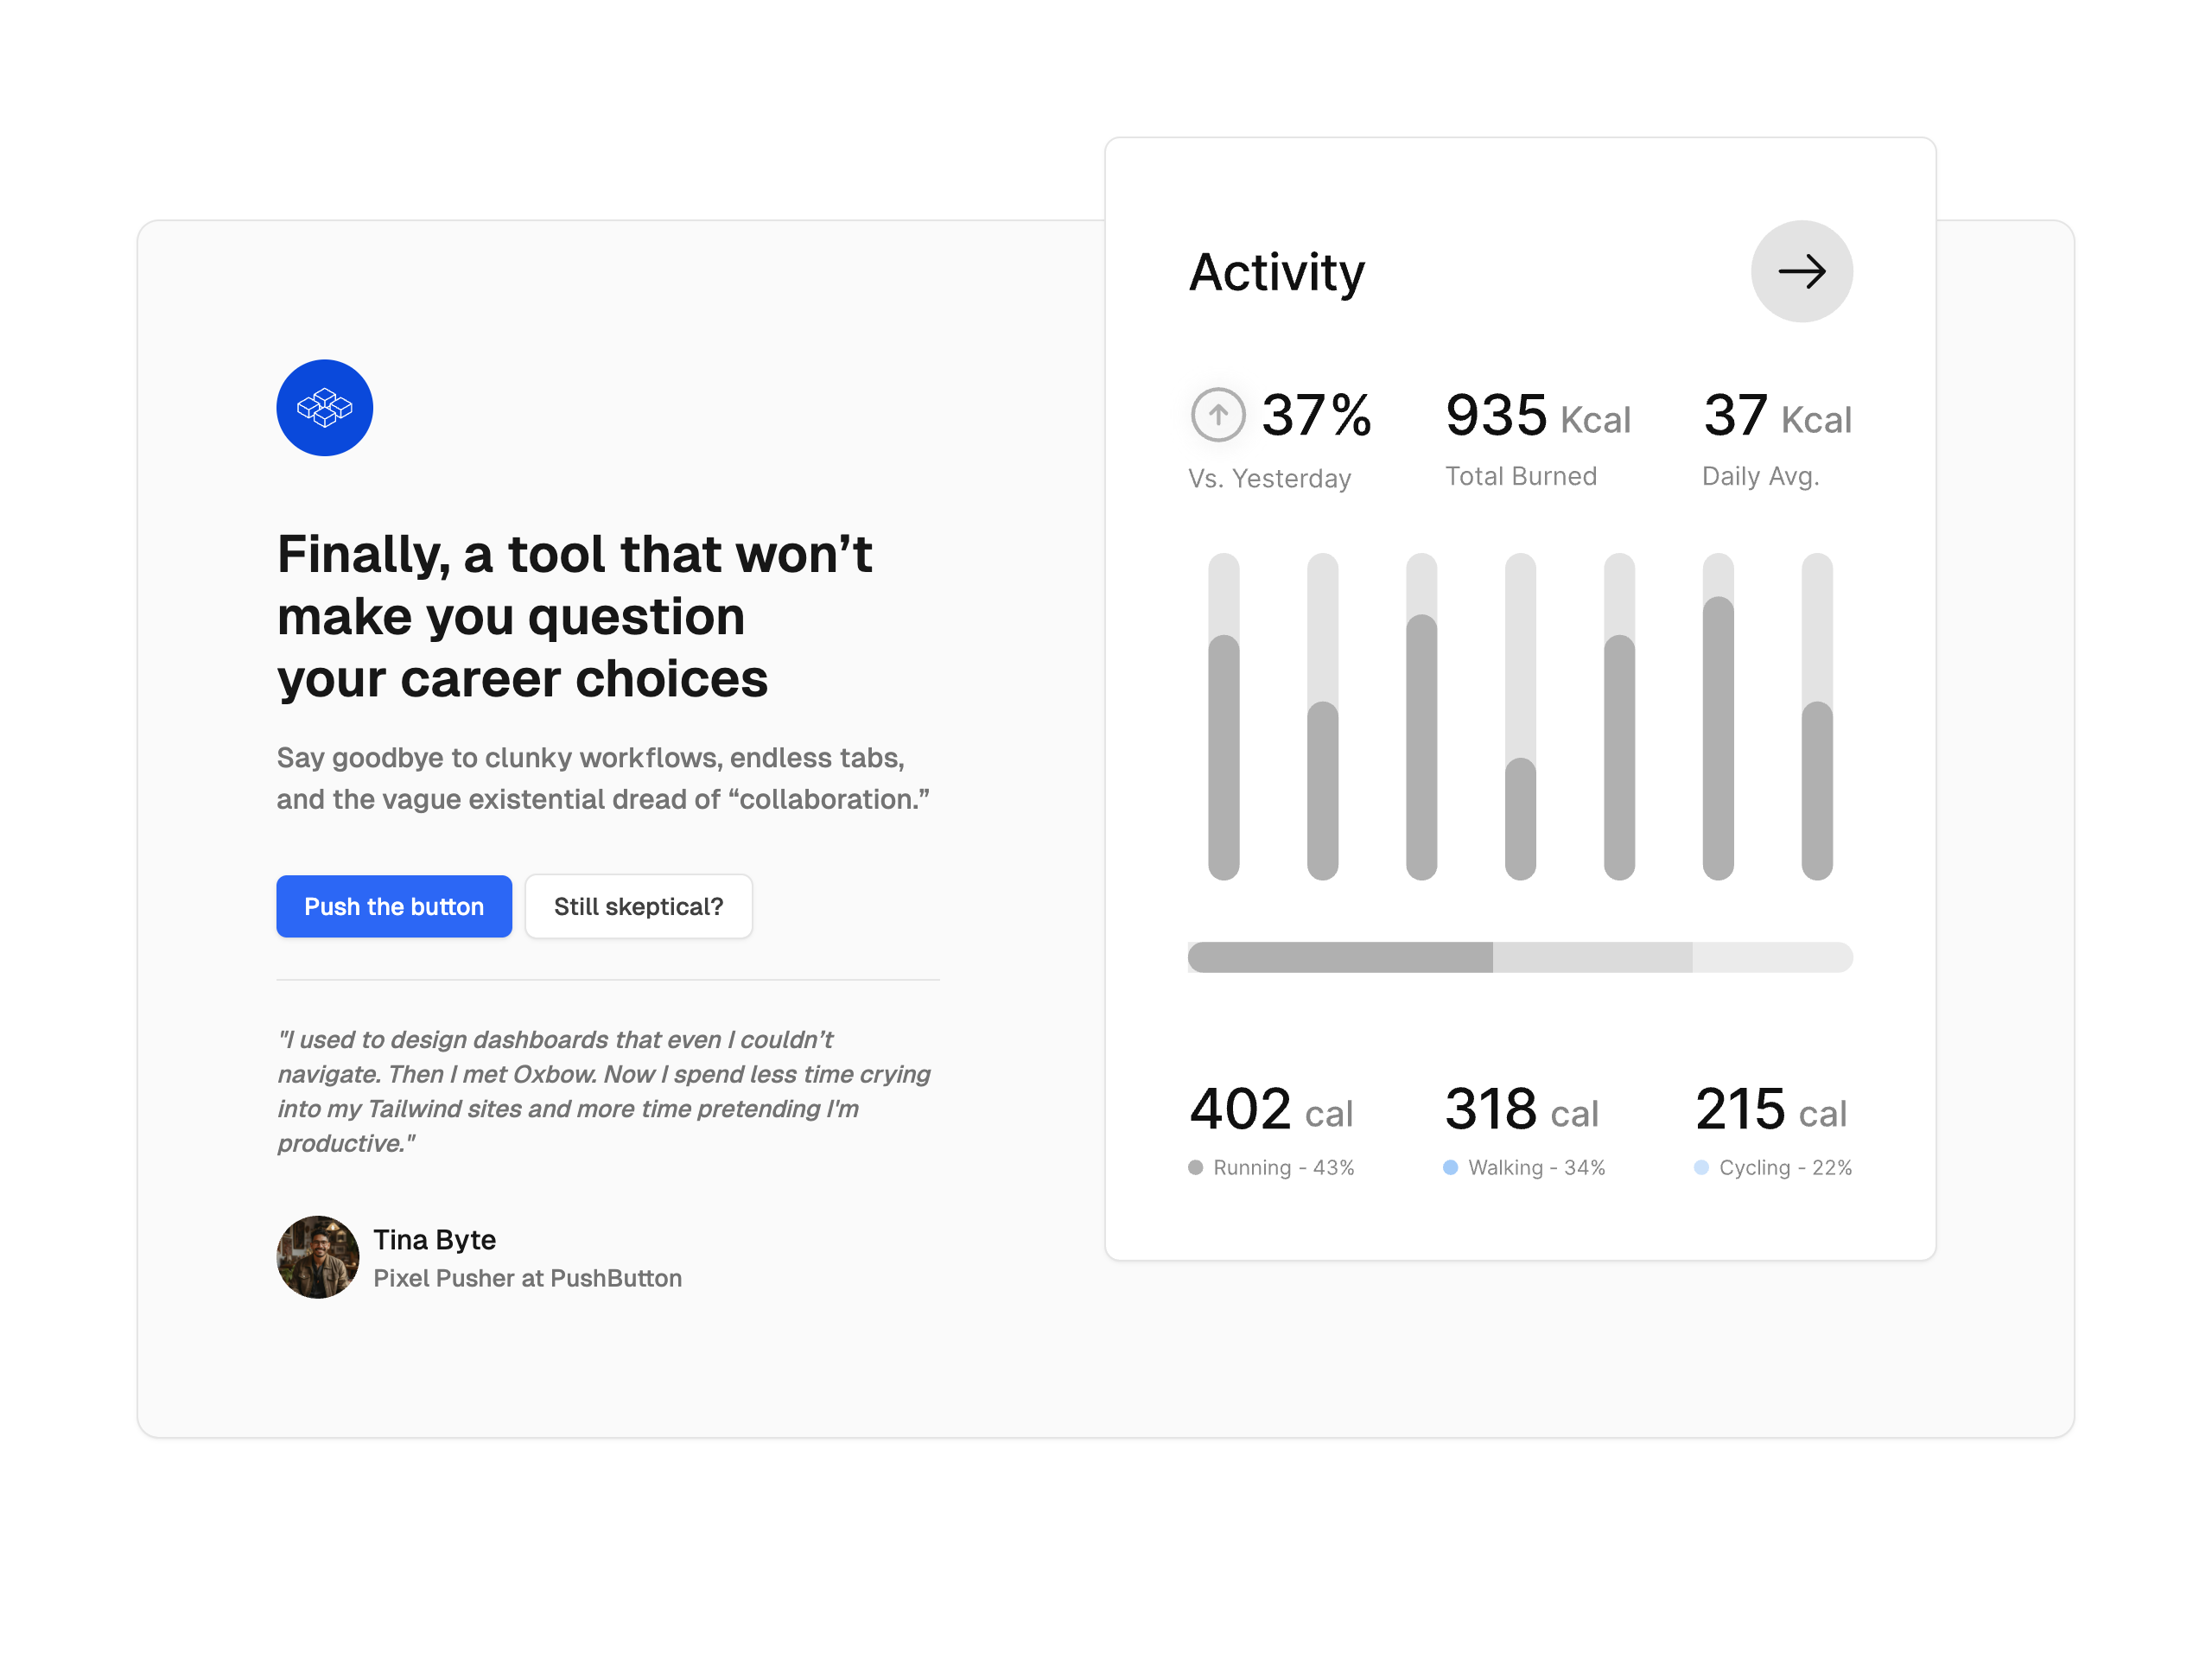 Finally, a tool that won’t
make you question
your career choices
Say goodbye to clunky workflows, endless tabs,
and the vague existential dread of “collaboration.”
Push the button
Still skeptical?
"I used to design dashboards that even I couldn’t
navigate. Then I met Oxbow. Now I spend less time crying
into my Tailwind sites and more time pretending I'm
productive."
Tina Byte
Pixel Pusher at PushButton
Activity
37%
Vs. Yesterday
935 Kcal
Total Burned
37 Kcal
Daily Avg.
402 cal
Running - 43%
318 cal
Walking - 34%
215 cal
Cycling - 22%